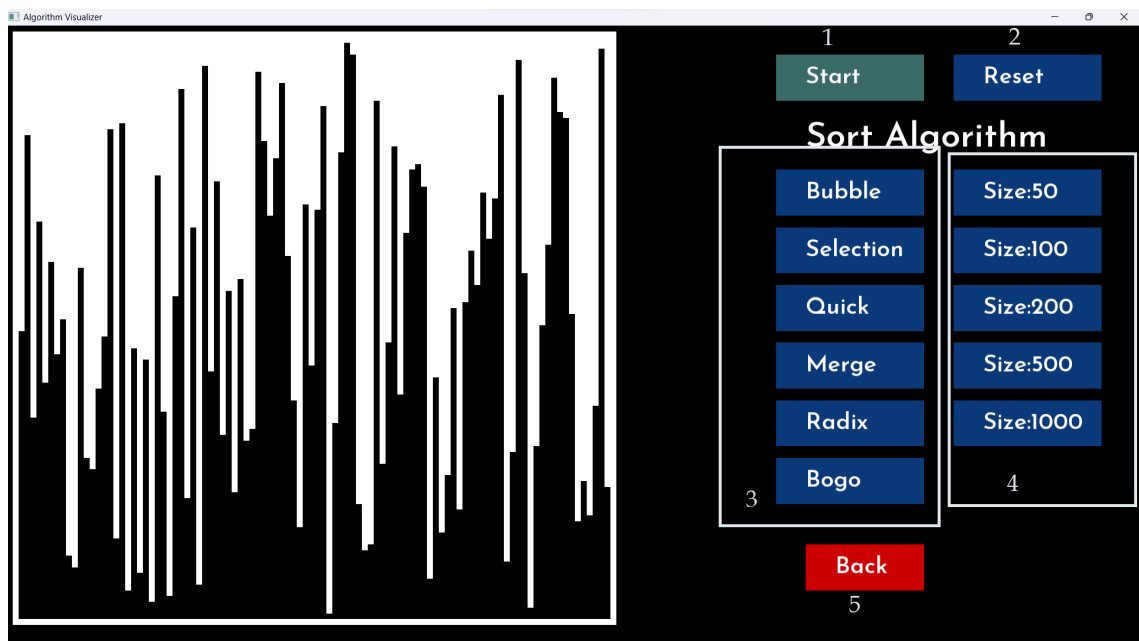 Algorithm Visualizer
1 2
Start Reset
Sort Algorithm
Bubble Size:50
Selection Size:100
Quick Size:200
Merge Size:500
Radix Size:1000
Bogo
3 4
Back
5